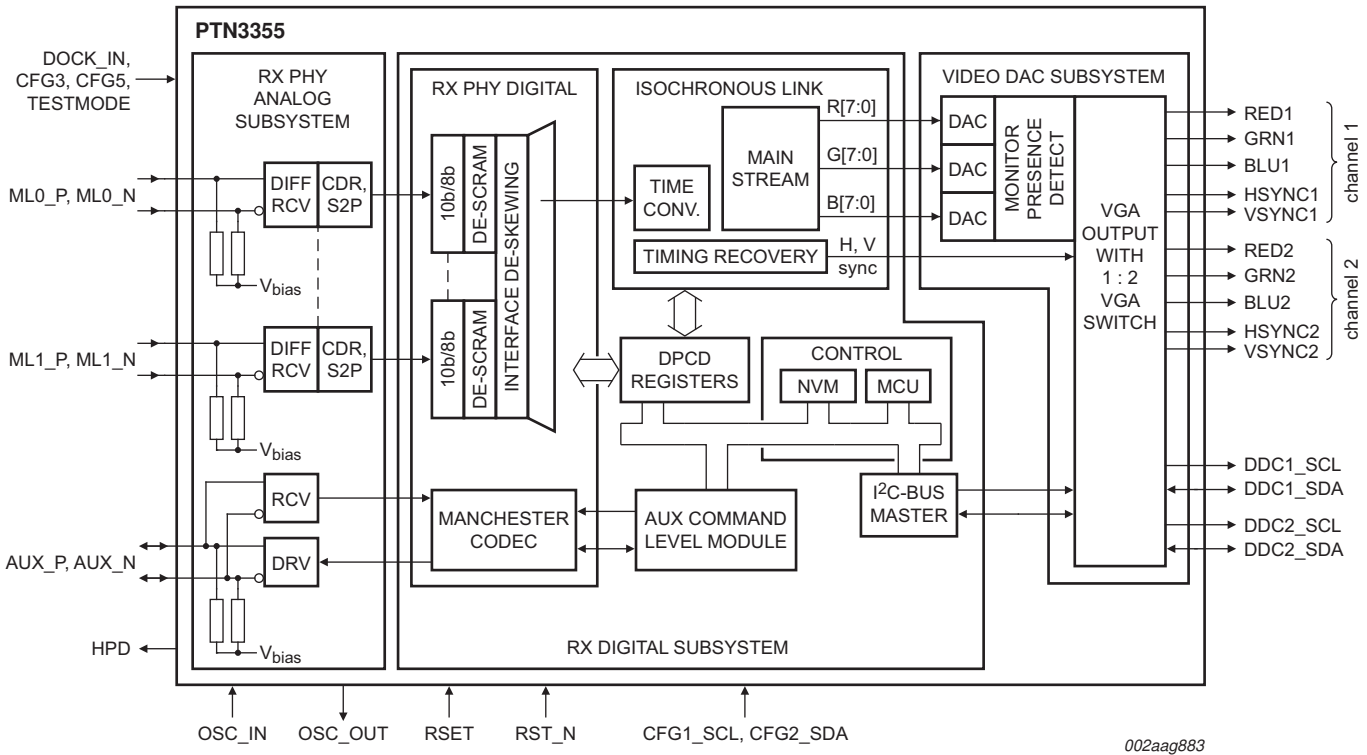 PTN3355
DOCK_IN,
CFG3, CFG5,
TESTMODE
RX PHY
ANALOG
SUBSYSTEM
ML0_P, ML0_N
DIFF
RCV
CDR,
S2P
Vbias
ML1_P, ML1_N
DIFF
RCV
CDR,
S2P
Vbias
RCV
DRV
AUX_P, AUX_N
Vbias
HPD
RX PHY DIGITAL
10b/8b
DE-SCRAM
10b/8b
DE-SCRAM
INTERFACE DE-SKEWING
MANCHESTER
CODEC
ISOCHRONOUS LINK
TIME
CONV.
MAIN
STREAM
R[7:0]
G[7:0]
B[7:0]
TIMING RECOVERY
H, V
sync
DPCD
REGISTERS
CONTROL
NVM
MCU
AUX COMMAND
LEVEL MODULE
I2C-BUS
MASTER
RX DIGITAL SUBSYSTEM
VIDEO DAC SUBSYSTEM
DAC
DAC
DAC
MONITOR
PRESENCE
DETECT
VGA
OUTPUT
WITH
1 : 2
VGA
SWITCH
RED1
GRN1
BLU1
HSYNC1
VSYNC1
channel 1
RED2
GRN2
BLU2
HSYNC2
VSYNC2
channel 2
DDC1_SCL
DDC1_SDA
DDC2_SCL
DDC2_SDA
OSC_IN
OSC_OUT
RSET
RST_N
CFG1_SCL, CFG2_SDA
002aag883